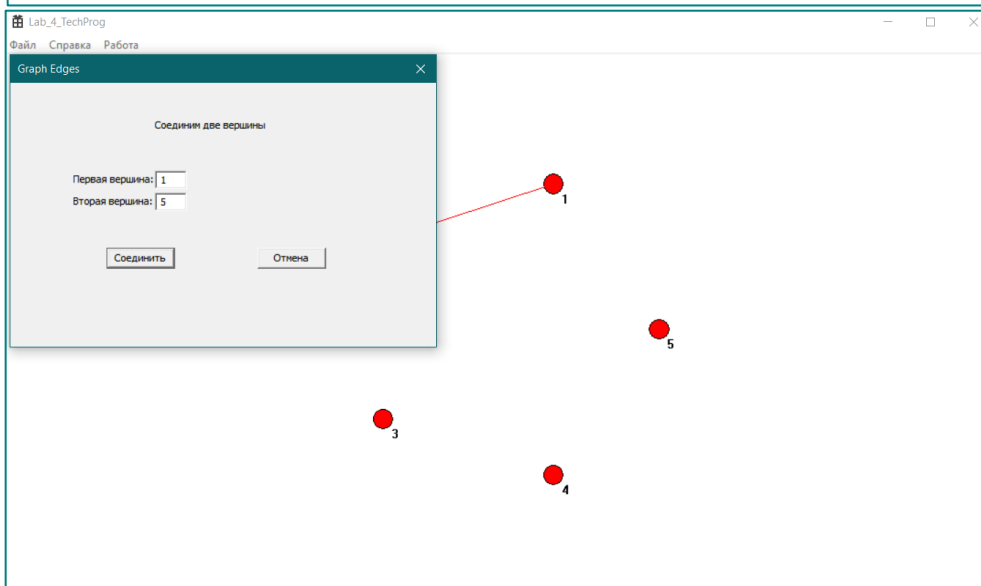 Lab_4_TechProg
Файл Справка Работа
Graph Edges
Соединим две вершины
Первая вершина: 1
Вторая вершина: 5
Соединить Отмена
1
5
3
4